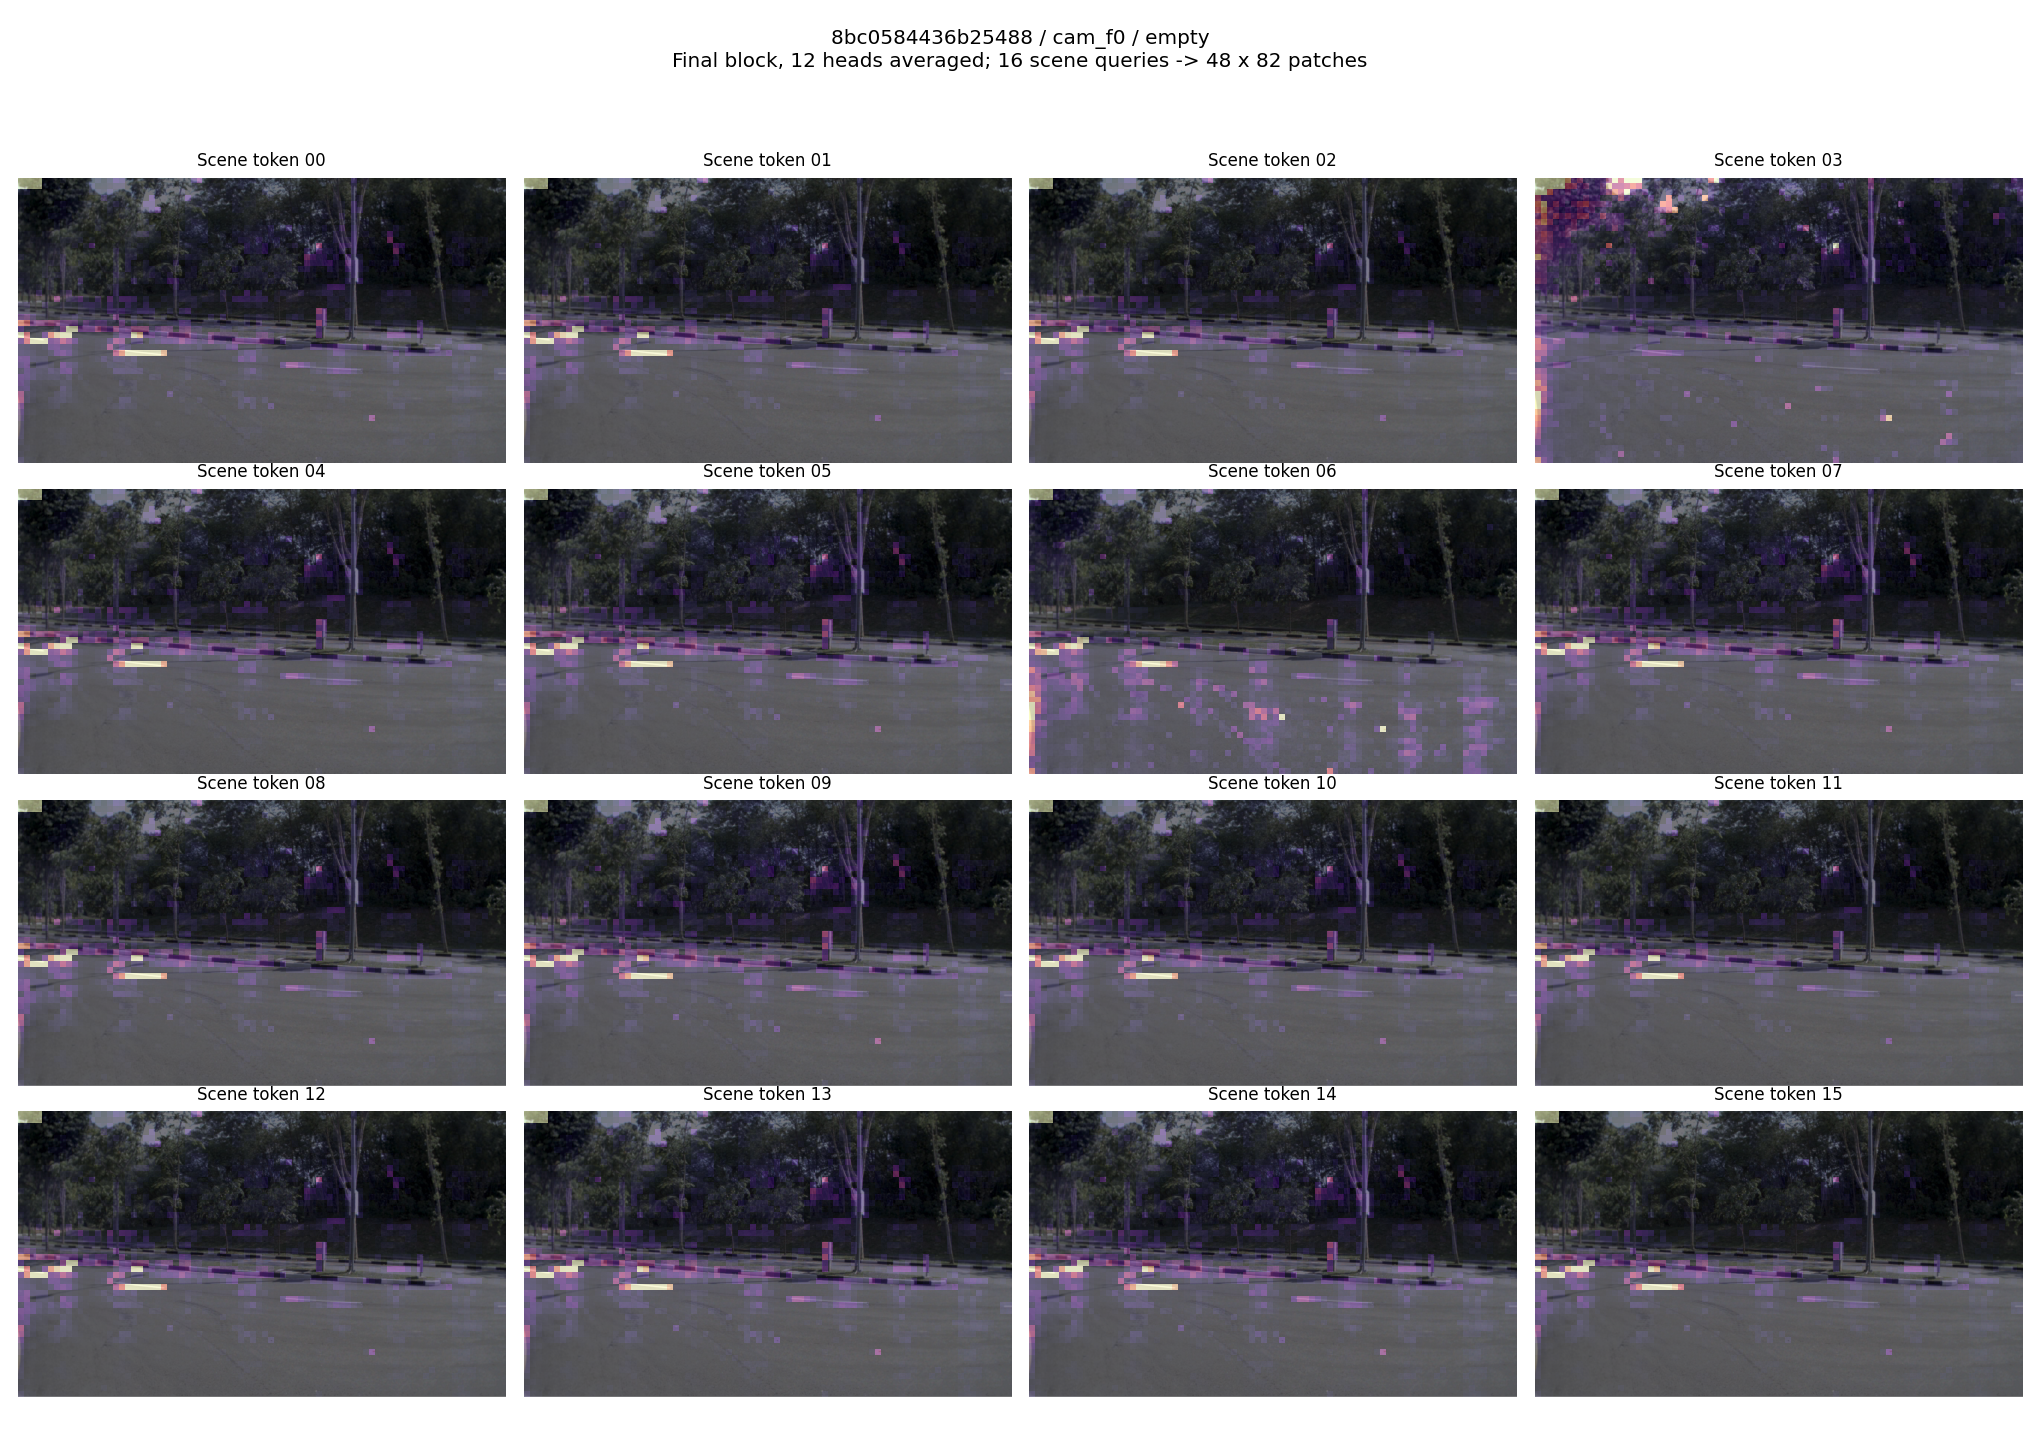 8bc0584436b25488 / cam_f0 / empty
Final block, 12 heads averaged; 16 scene queries -> 48 x 82 patches
Scene token 00
Scene token 01
Scene token 02
Scene token 03
Scene token 04
Scene token 05
Scene token 06
Scene token 07
Scene token 08
Scene token 09
Scene token 10
Scene token 11
Scene token 12
Scene token 13
Scene token 14
Scene token 15